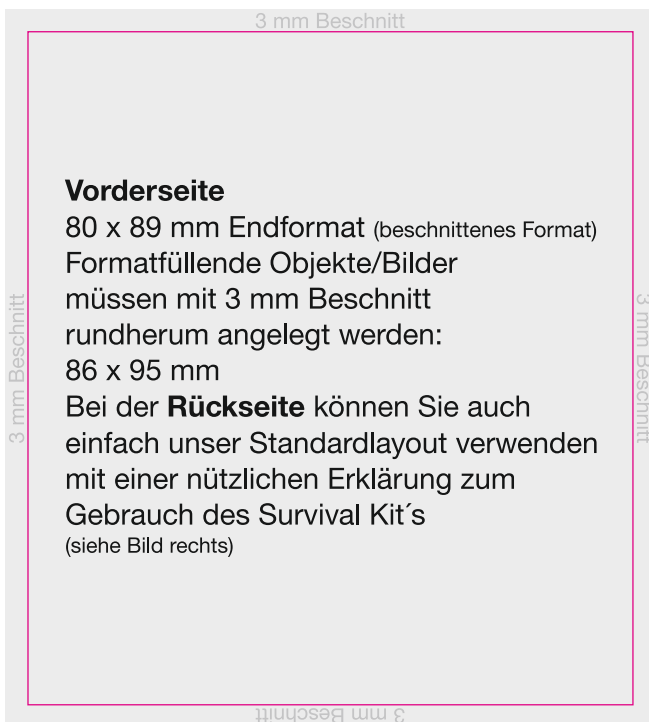 3 mm Beschnitt
Vorderseite
80 x 89 mm Endformat (beschnittenes Format)
Formatfüllende Objekte/Bilder
müssen mit 3 mm Beschnitt
rundherum angelegt werden:
86 x 95 mm
Bei der Rückseite können Sie auch
einfach unser Standardlayout verwenden
mit einer nützlichen Erklärung zum
Gebrauch des Survival Kit´s
(siehe Bild rechts)
3 mm Beschnitt
3 mm Beschnitt
3 mm Beschnitt